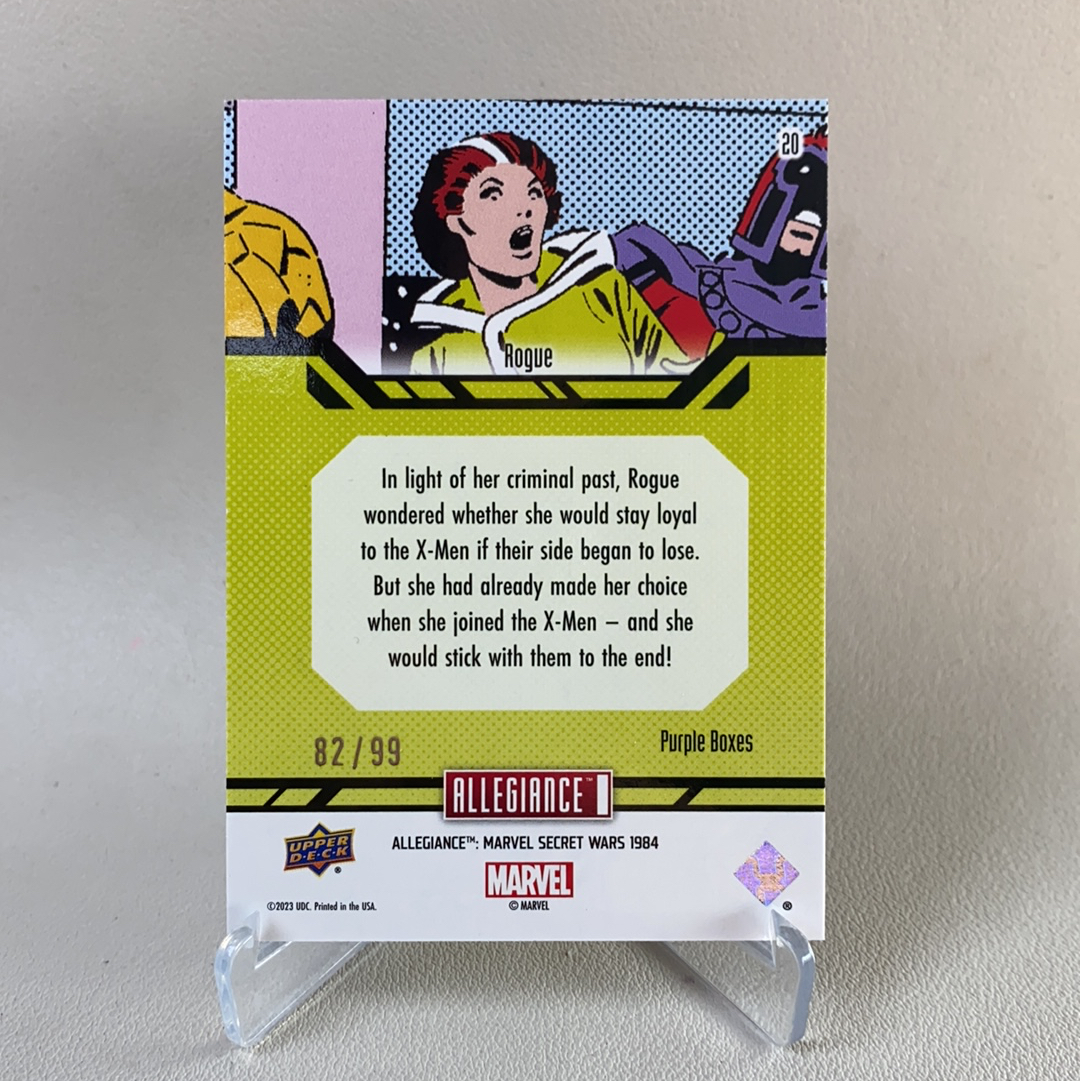 20
Rogue
In light of her criminal past, Rogue
wondered whether she would stay loyal
to the X-Men if their side began to lose.
But she had already made her choice
when she joined the X-Men – and she
would stick with them to the end!
82/99
Purple Boxes
ALLEGIANCE™
ALLEGIANCE™: MARVEL SECRET WARS 1984
UPPER
D·E·C·K
®
MARVEL
©2023 UDC. Printed in the USA.
© MARVEL
®